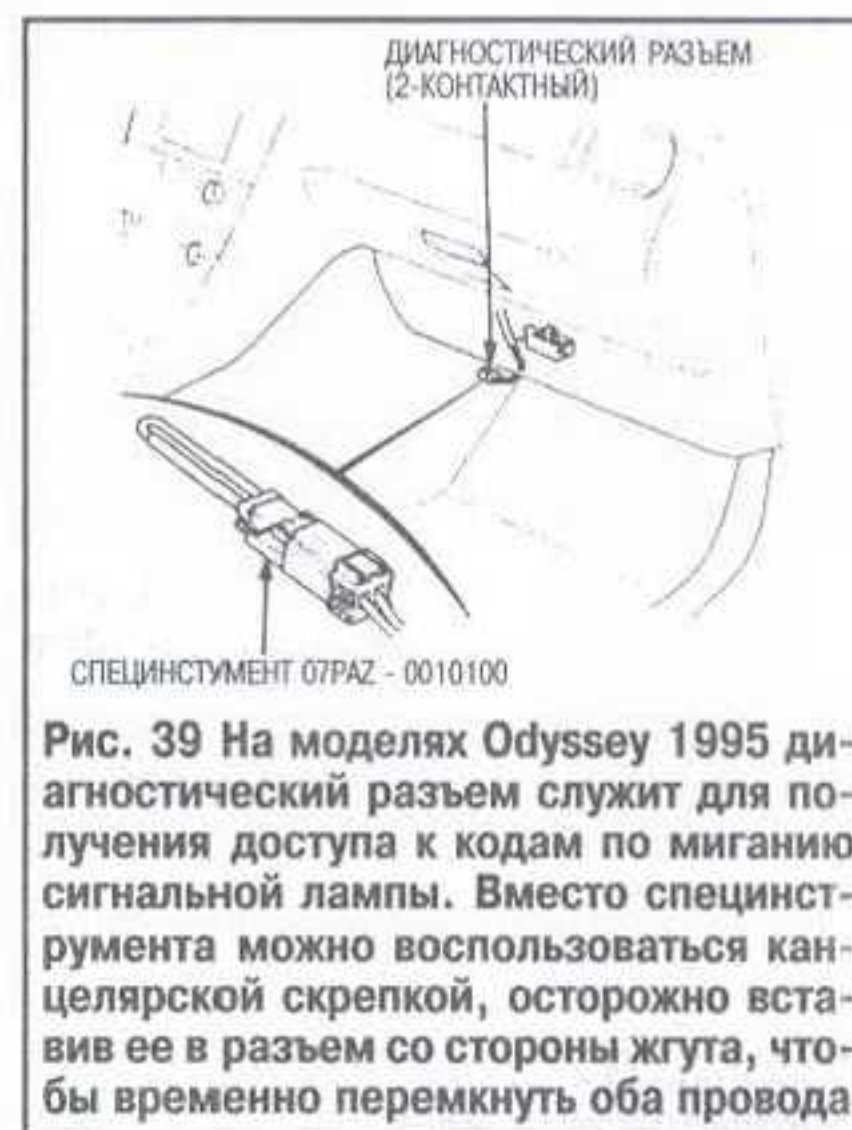 ДИАГНОСТИЧЕСКИЙ РАЗЪЕМ
(2-КОНТАКТНЫЙ)
СПЕЦИНСТУМЕНТ 07PAZ - 0010100
Рис. 39 На моделях Odyssey 1995 ди-
агностический разъем служит для по-
лучения доступа к кодам по миганию
сигнальной лампы. Вместо специнст-
румента можно воспользоваться кан-
целярской скрепкой, осторожно вста-
вив ее в разъем со стороны жгута, что-
бы временно перемкнуть оба провода